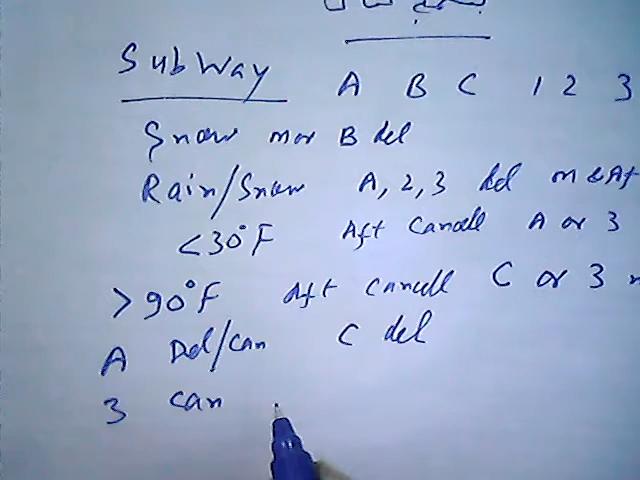 Subway A B C 1 2 3
Snow mor B del
Rain/Snow A, 2, 3 del m & Af
<30°F Aft Cancell A or 3
>90°F Aft Cancell C or 3
A Del/Can C del
3 can